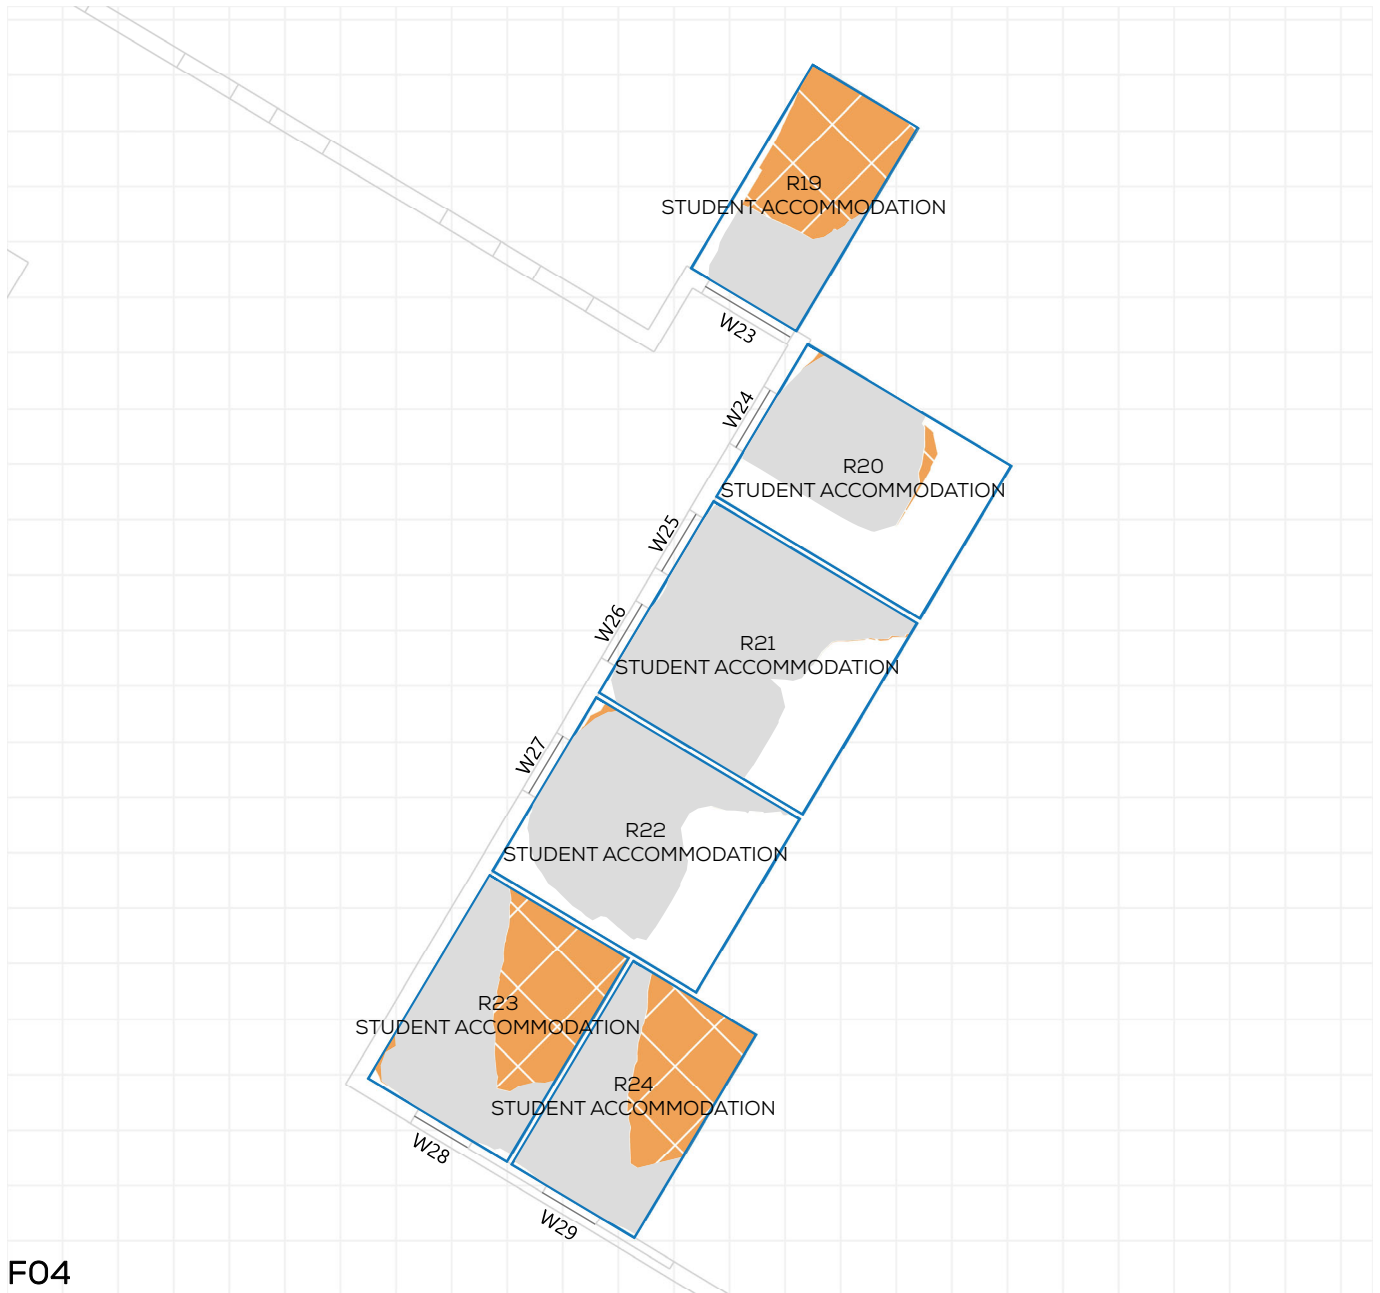 R19
STUDENT ACCOMMODATION
W23
W24
R20
STUDENT ACCOMMODATION
W25
W26
R21
STUDENT ACCOMMODATION
W27
R22
STUDENT ACCOMMODATION
R23
STUDENT ACCOMMODATION
R24
STUDENT ACCOMMODATION
W28
W29
F04